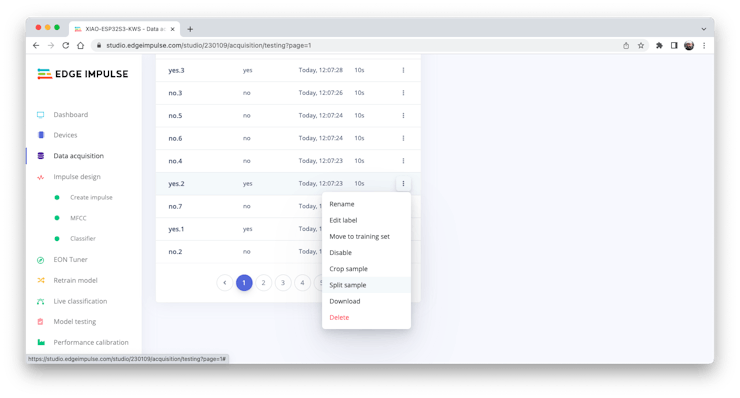 XIAO-ESP32S3-KWS - Data ac
studio.edgeimpulse.com/studio/230109/acquisition/testing?page=1
EDGE IMPULSE
Dashboard
Devices
Data acquisition
Impulse design
Create impulse
MFCC
Classifier
EON Tuner
Retrain model
Live classification
Model testing
Performance calibration
yes.3 yes Today, 12:07:28 10s
no.3 no Today, 12:07:26 10s
no.5 no Today, 12:07:24 10s
no.6 no Today, 12:07:24 10s
no.4 no Today, 12:07:23 10s
yes.2 yes Today, 12:07:23 10s
no.7 no Today, 1
yes.1 yes Today, 1
no.2 no Today, 1
1 2 3 4
Rename
Edit label
Move to training set
Disable
Crop sample
Split sample
Download
Delete
https://studio.edgeimpulse.com/studio/230109/acquisition/testing?page=1#